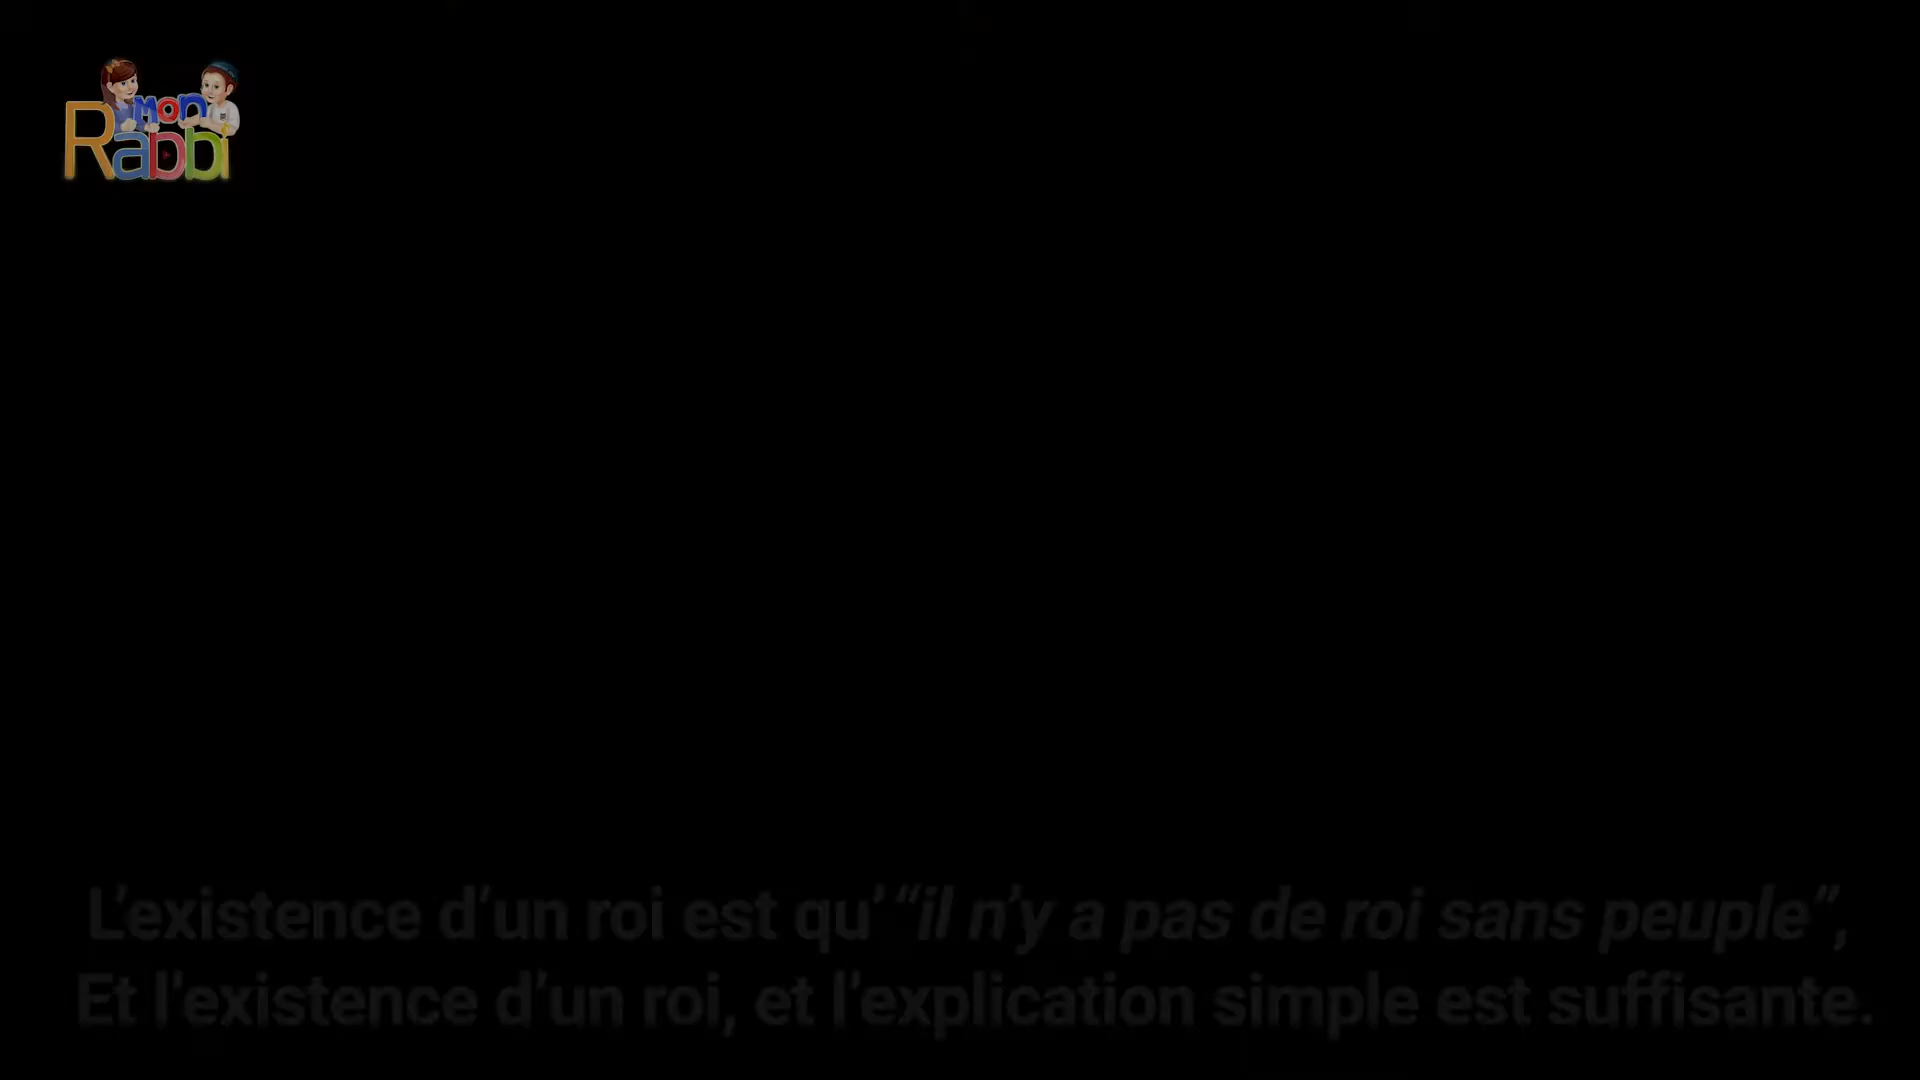 mon
Rabbi
L’existence d’un roi est qu’ “il n’y a pas de roi sans peuple”,
Et l’existence d’un roi, et l’explication simple est suffisante.